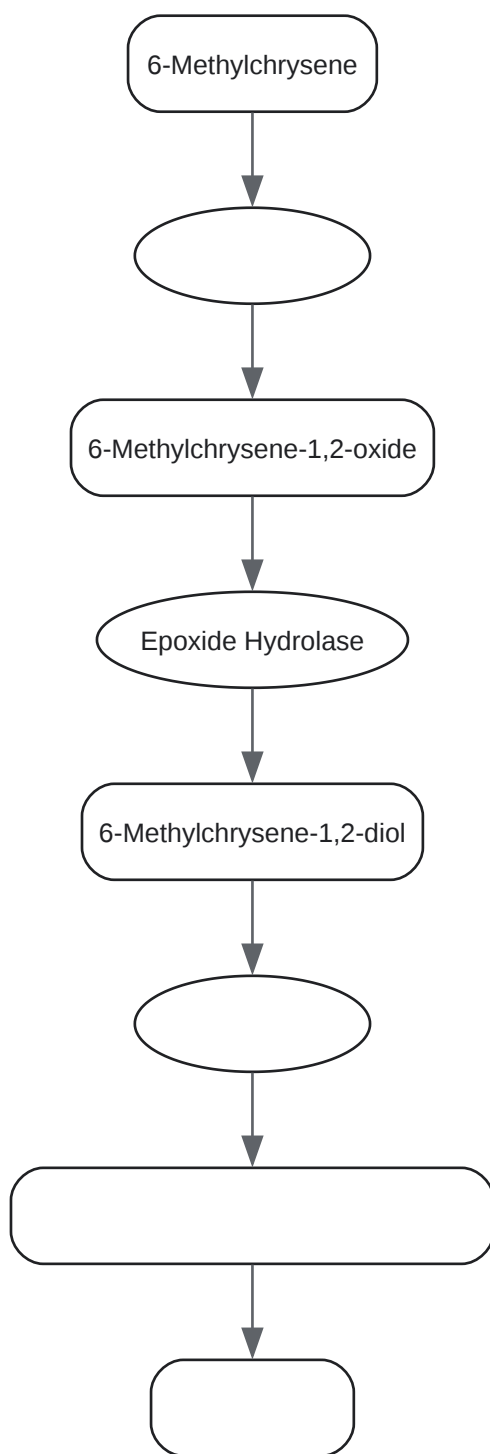 6-Methylchrysene
6-Methylchrysene-1,2-oxide
Epoxide Hydrolase
6-Methylchrysene-1,2-diol